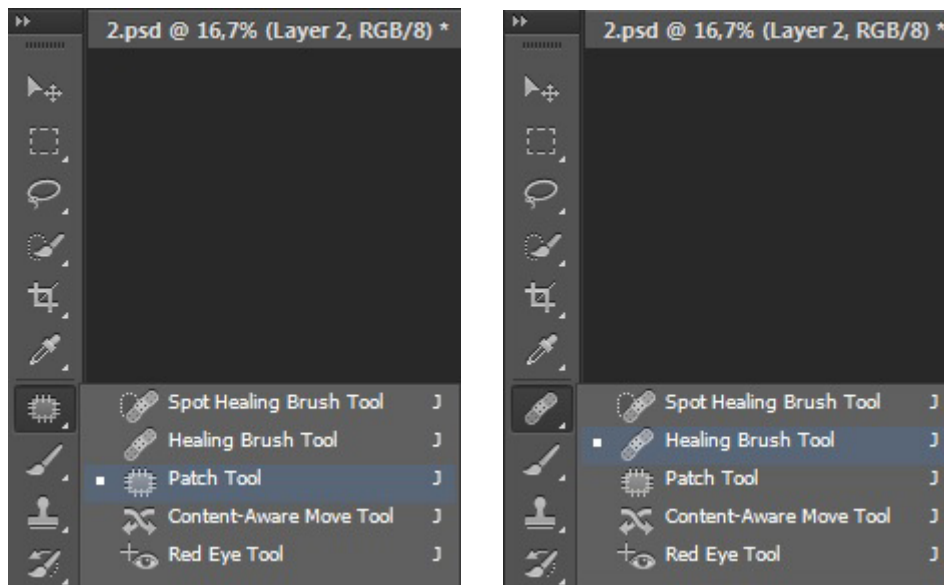 2.psd @ 16,7% (Layer 2, RGB/8) *
Spot Healing Brush Tool J
Healing Brush Tool J
Patch Tool J
Content-Aware Move Tool J
Red Eye Tool J
2.psd @ 16,7% (Layer 2, RGB/8) *
Spot Healing Brush Tool J
Healing Brush Tool J
Patch Tool J
Content-Aware Move Tool J
Red Eye Tool J